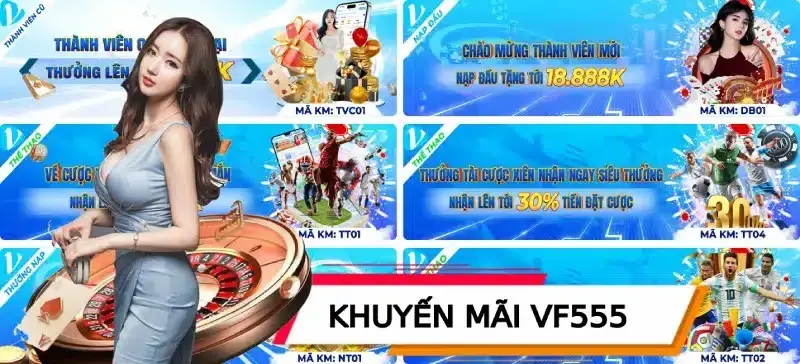 THÀNH VIÊN CŨ
THÀNH VIÊN
THƯỞNG LÊN
MÃ KM: TVC01
NẠP ĐẦU
CHÀO MỪNG THÀNH VIÊN MỚI
NẠP ĐẦU TẶNG TỚI 18.888K
MÃ KM: DB01
THỂ THAO
VÉ CƯỢC
NHẬN
MÃ KM: TT01
THỂ THAO
THƯỞNG TÀI CƯỢC XIÊN NHẬN NGAY SIÊU THƯỞNG
NHẬN LÊN TỚI 30% TIỀN ĐẶT CƯỢC
30%
MÃ KM: TT04
THƯỞNG NẠP
MÃ KM: NT01
KHUYẾN MÃI VF555
10
MÃ KM: TT02